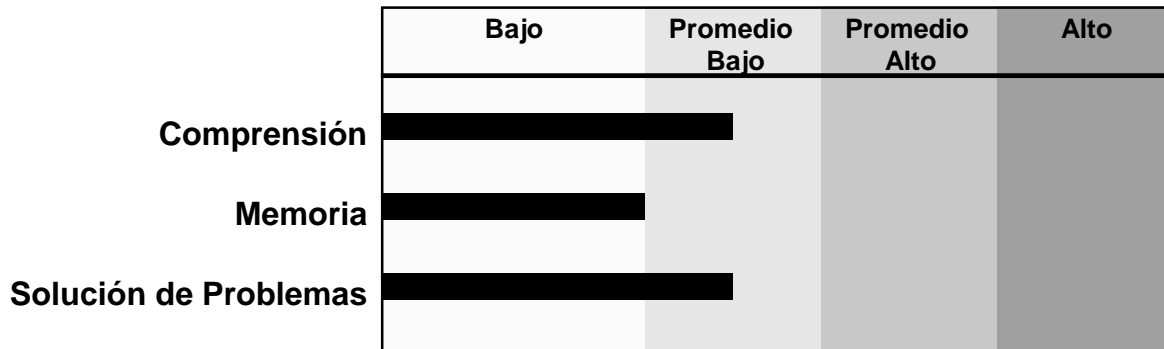 Bajo
Promedio
Bajo
Promedio
Alto
Alto
Comprensión
Memoria
Solución de Problemas